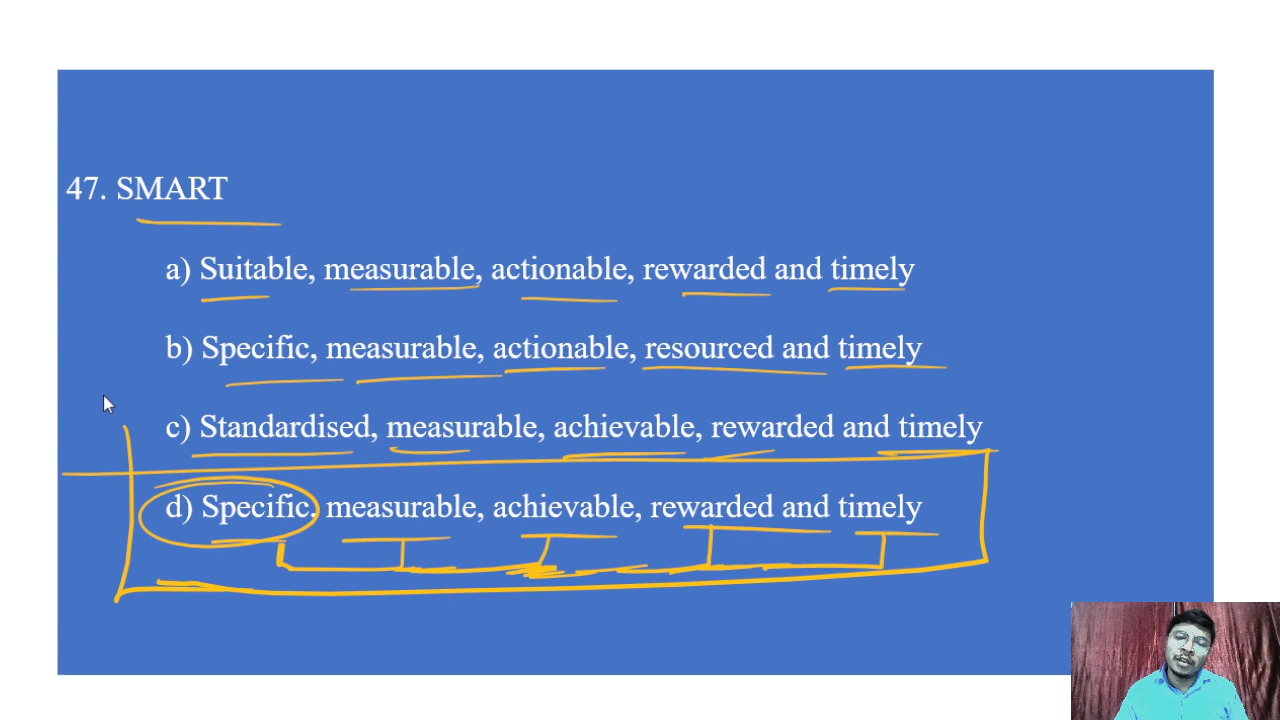 47. SMART
a) Suitable, measurable, actionable, rewarded and timely
b) Specific, measurable, actionable, resourced and timely
c) Standardised, measurable, achievable, rewarded and timely
d) Specific, measurable, achievable, rewarded and timely